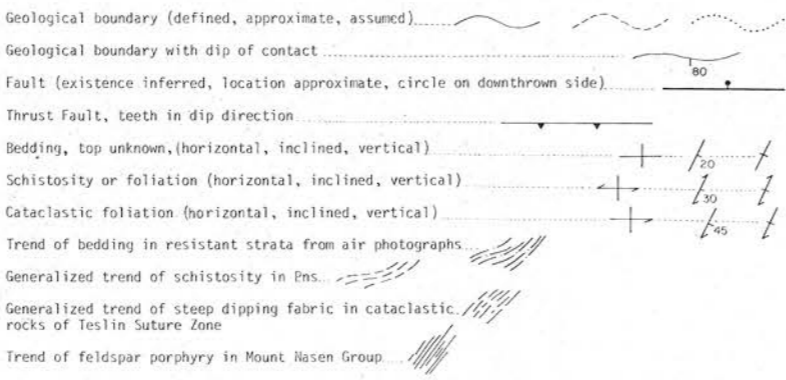 Geological boundary (defined, approximate, assumed)
Geological boundary with dip of contact
80
Fault (existence inferred, location approximate, circle on downthrown side)
Thrust Fault, teeth in dip direction
Bedding, top unknown,(horizontal, inclined, vertical)
20
Schistosity or foliation (horizontal, inclined, vertical)
30
Cataclastic foliation (horizontal, inclined, vertical)
45
Trend of bedding in resistant strata from air photographs
Generalized trend of schistosity in Pns
Generalized trend of steep dipping fabric in cataclastic
rocks of Teslin Suture Zone
Trend of feldspar porphyry in Mount Nasen Group